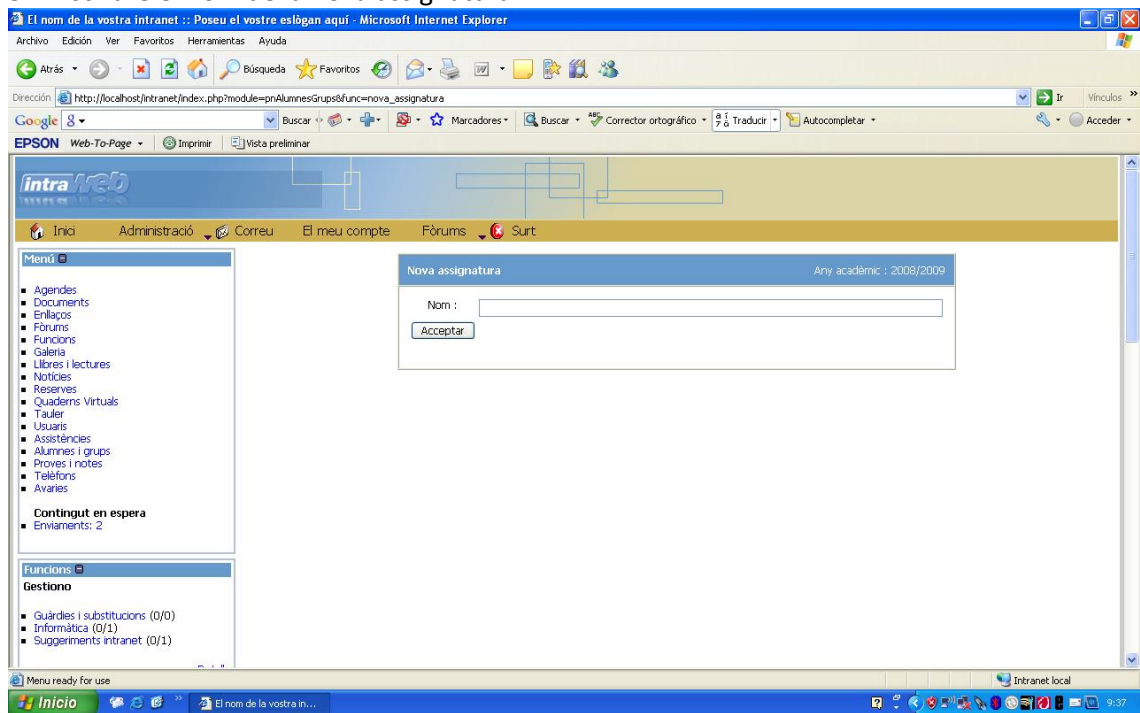 El nom de la vostra intranet :: Poseu el vostre eslògan aquí - Microsoft Internet Explorer
Archivo Edición Ver Favoritos Herramientas Ayuda
Atrás Búsqueda Favoritos
Dirección http://localhost/intranet/index.php?module=pnAlumnesGrups&func=nova_assignatura Ir Vínculos »
Google Buscar Marcadores Buscar Corrector ortográfico Traducir Autocompletar Acceder
EPSON Web-To-Page Imprimir Vista preliminar
intraweb
Inici Administració Correu El meu compte Fòrums Surt
Menú
Agendes
Documents
Enllaços
Fòrums
Funcions
Galeria
Llibres i lectures
Notícies
Reserves
Quaderns Virtuals
Tauler
Usuaris
Assistències
Alumnes i grups
Proves i notes
Telèfons
Avaries
Contingut en espera
Enviaments: 2
Nova assignatura Any acadèmic : 2008/2009
Nom :
Acceptar
Funcions
Gestiono
Guàrdies i substitucions (0/0)
Informàtica (0/1)
Suggeriments intranet (0/1)
Menu ready for use Intranet local
Inicio El nom de la vostra in... 9:37